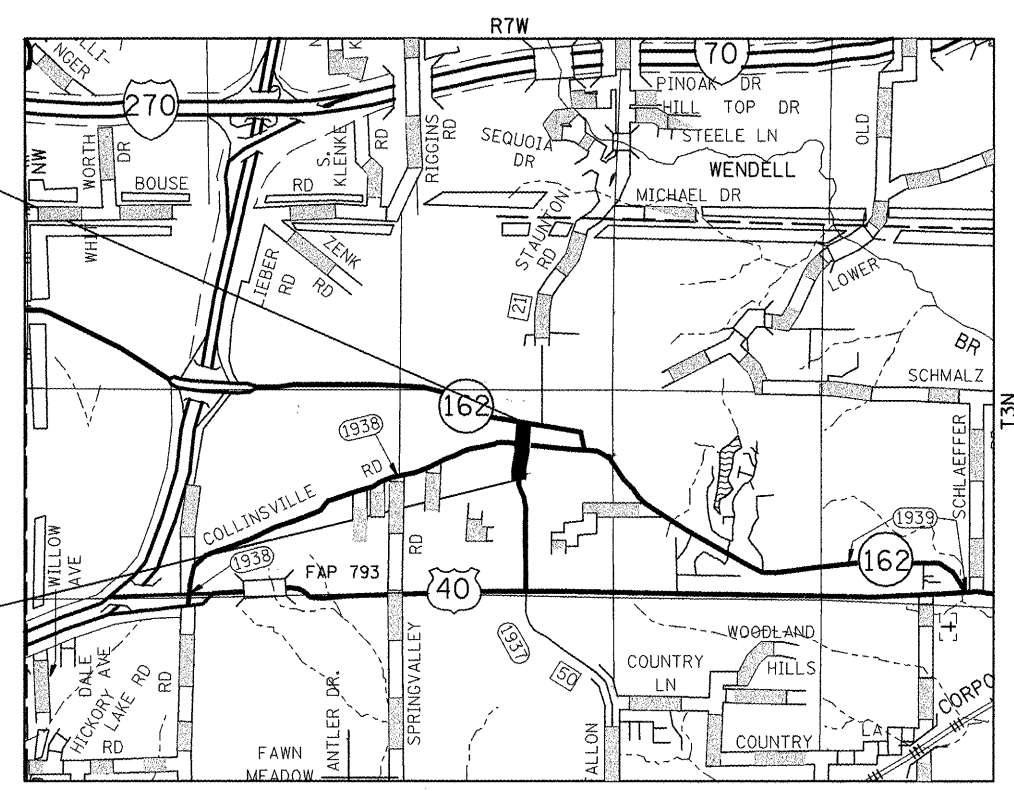 R7W
LLI-
NGER
N
K
70
PINOAK DR
HILL TOP DR
STEELE LN
OLD
270
NW
WORTH
DR
S.
KLENKE
RD
RIGGINS
RD
SEQUOIA
DR
WENDELL
BOUSE
RD
MICHAEL DR
WHI
STAUNTON
RD
ZENK
RD
IEBER
RD
21
LOWER
BR
SCHMALZ
162
T3N
1938
RD
COLLINSVILLE
SCHLAEFFER
1939
WILLOW
AVE
1938
FAP 793
RD
162
40
1937
WOODLAND
HILLS
COUNTRY
LN
50
DALE
HICKORY AVE
LAKE RD
RD
RD
SPRINGVALLEY
ANTLER DR.
CORPO
LA
COUNTRY
FAWN
MEADOW
ALLON